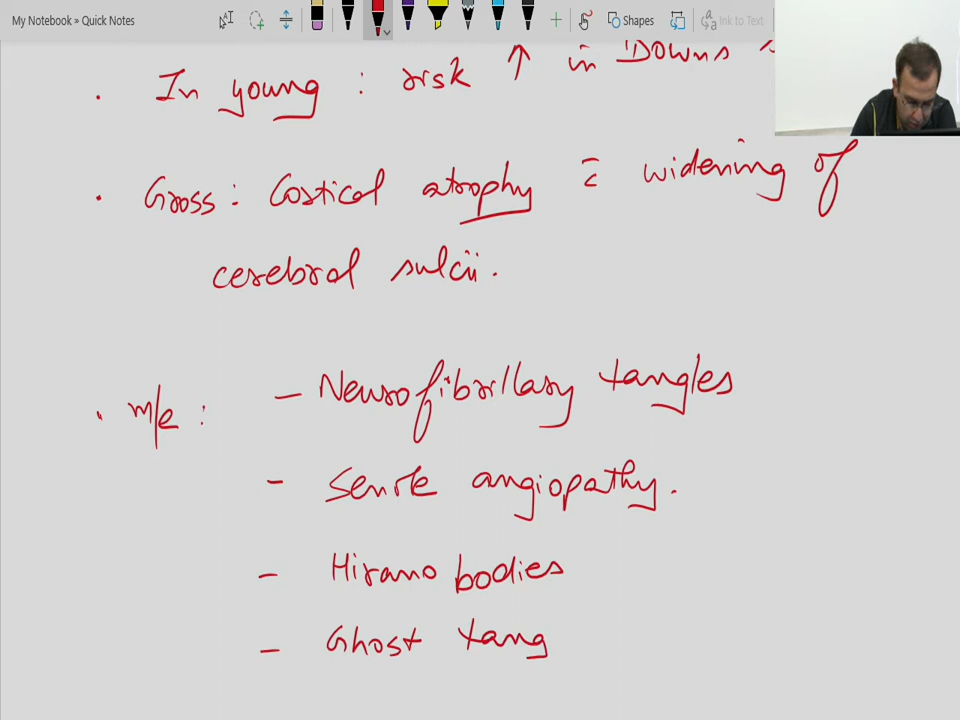 My Notebook » Quick Notes
Shapes
Ink to Text
. In young : risk ↑ in Downs
. Gross : Cortical atrophy c̄ widening of
cerebral sulcii.
. m/e : - Neurofibrillary tangles
- Senile angiopathy.
- Hirano bodies
- Ghost tang